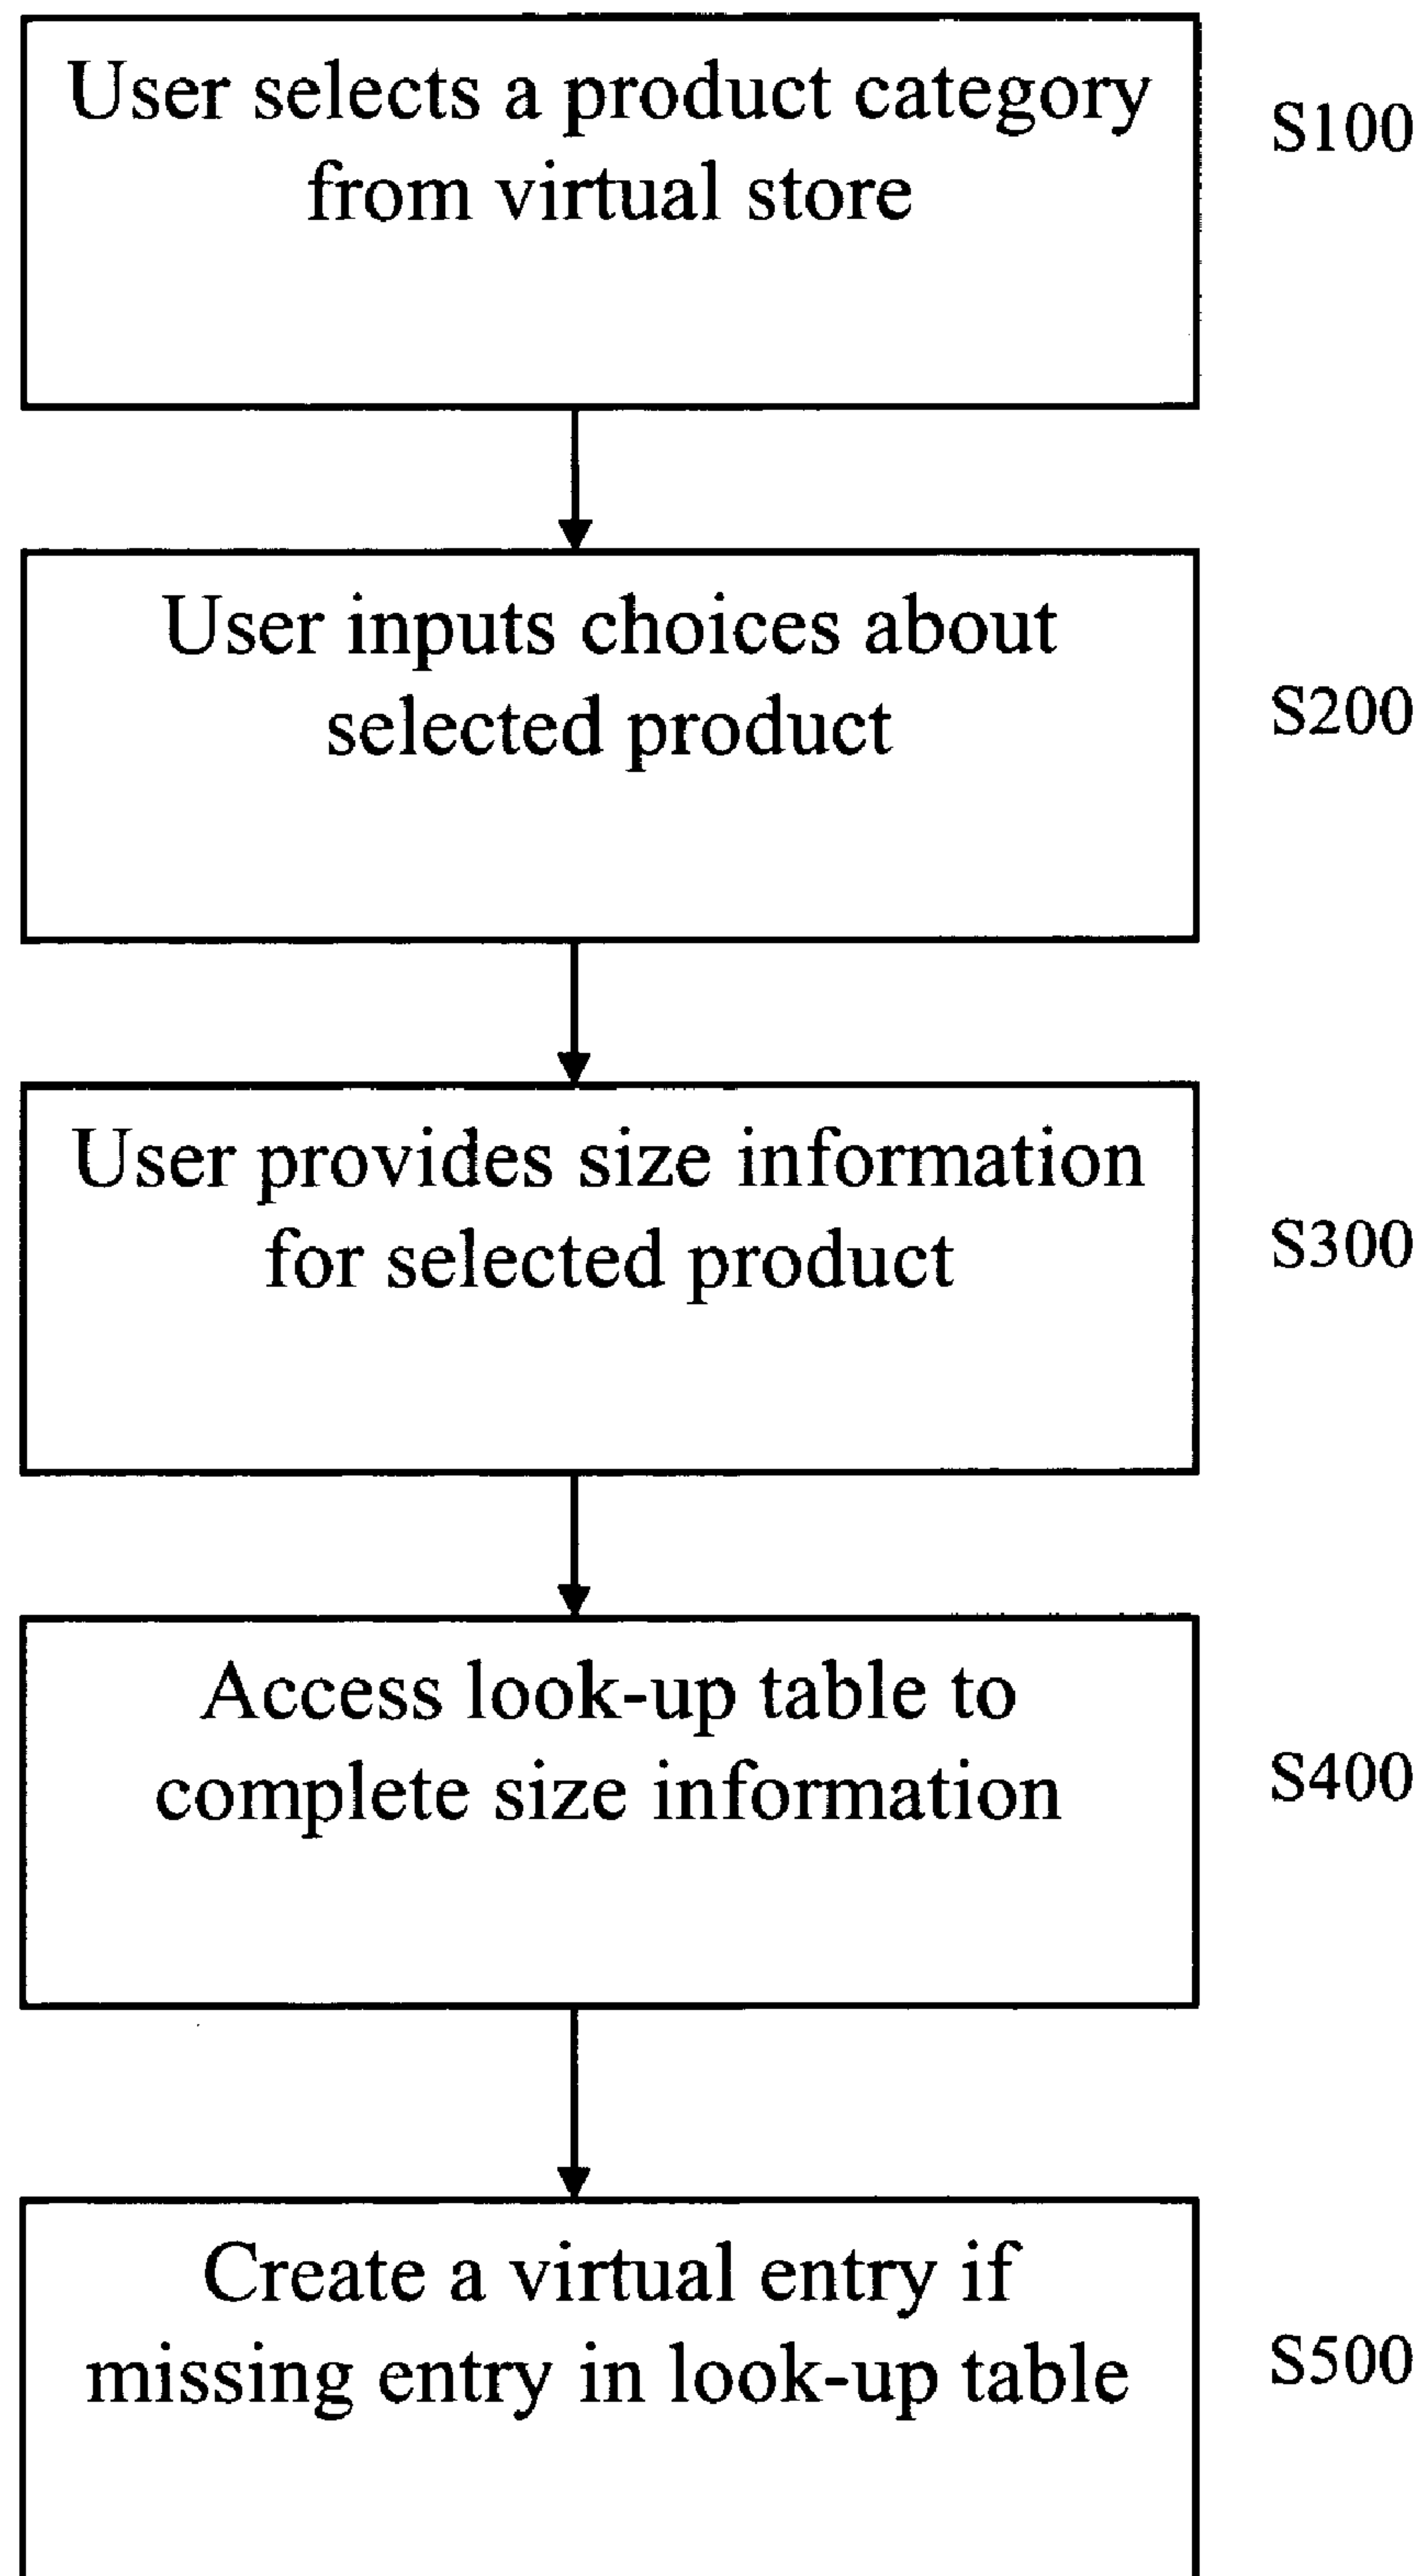 User selects a product category
from virtual store
S100
User inputs choices about
selected product
S200
User provides size information
for selected product
S300
Access look-up table to
complete size information
S400
Create a virtual entry if
missing entry in look-up table
S500